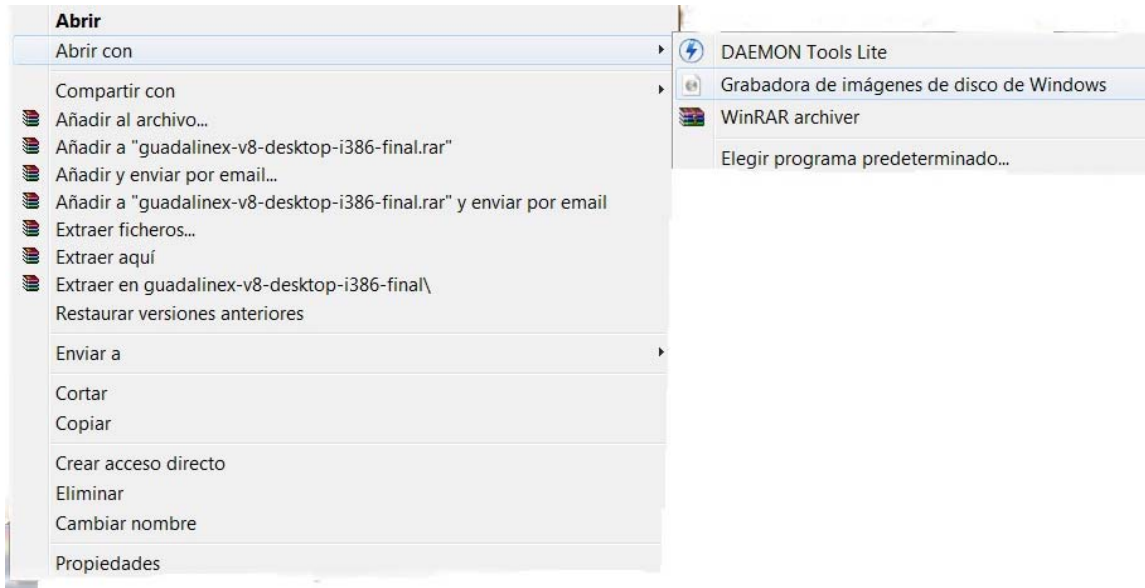 Abrir
Abrir con
Compartir con
Añadir al archivo...
Añadir a "guadalinex-v8-desktop-i386-final.rar"
Añadir y enviar por email...
Añadir a "guadalinex-v8-desktop-i386-final.rar" y enviar por email
Extraer ficheros...
Extraer aquí
Extraer en guadalinex-v8-desktop-i386-final\
Restaurar versiones anteriores
Enviar a
Cortar
Copiar
Crear acceso directo
Eliminar
Cambiar nombre
Propiedades
DAEMON Tools Lite
Grabadora de imágenes de disco de Windows
WinRAR archiver
Elegir programa predeterminado...